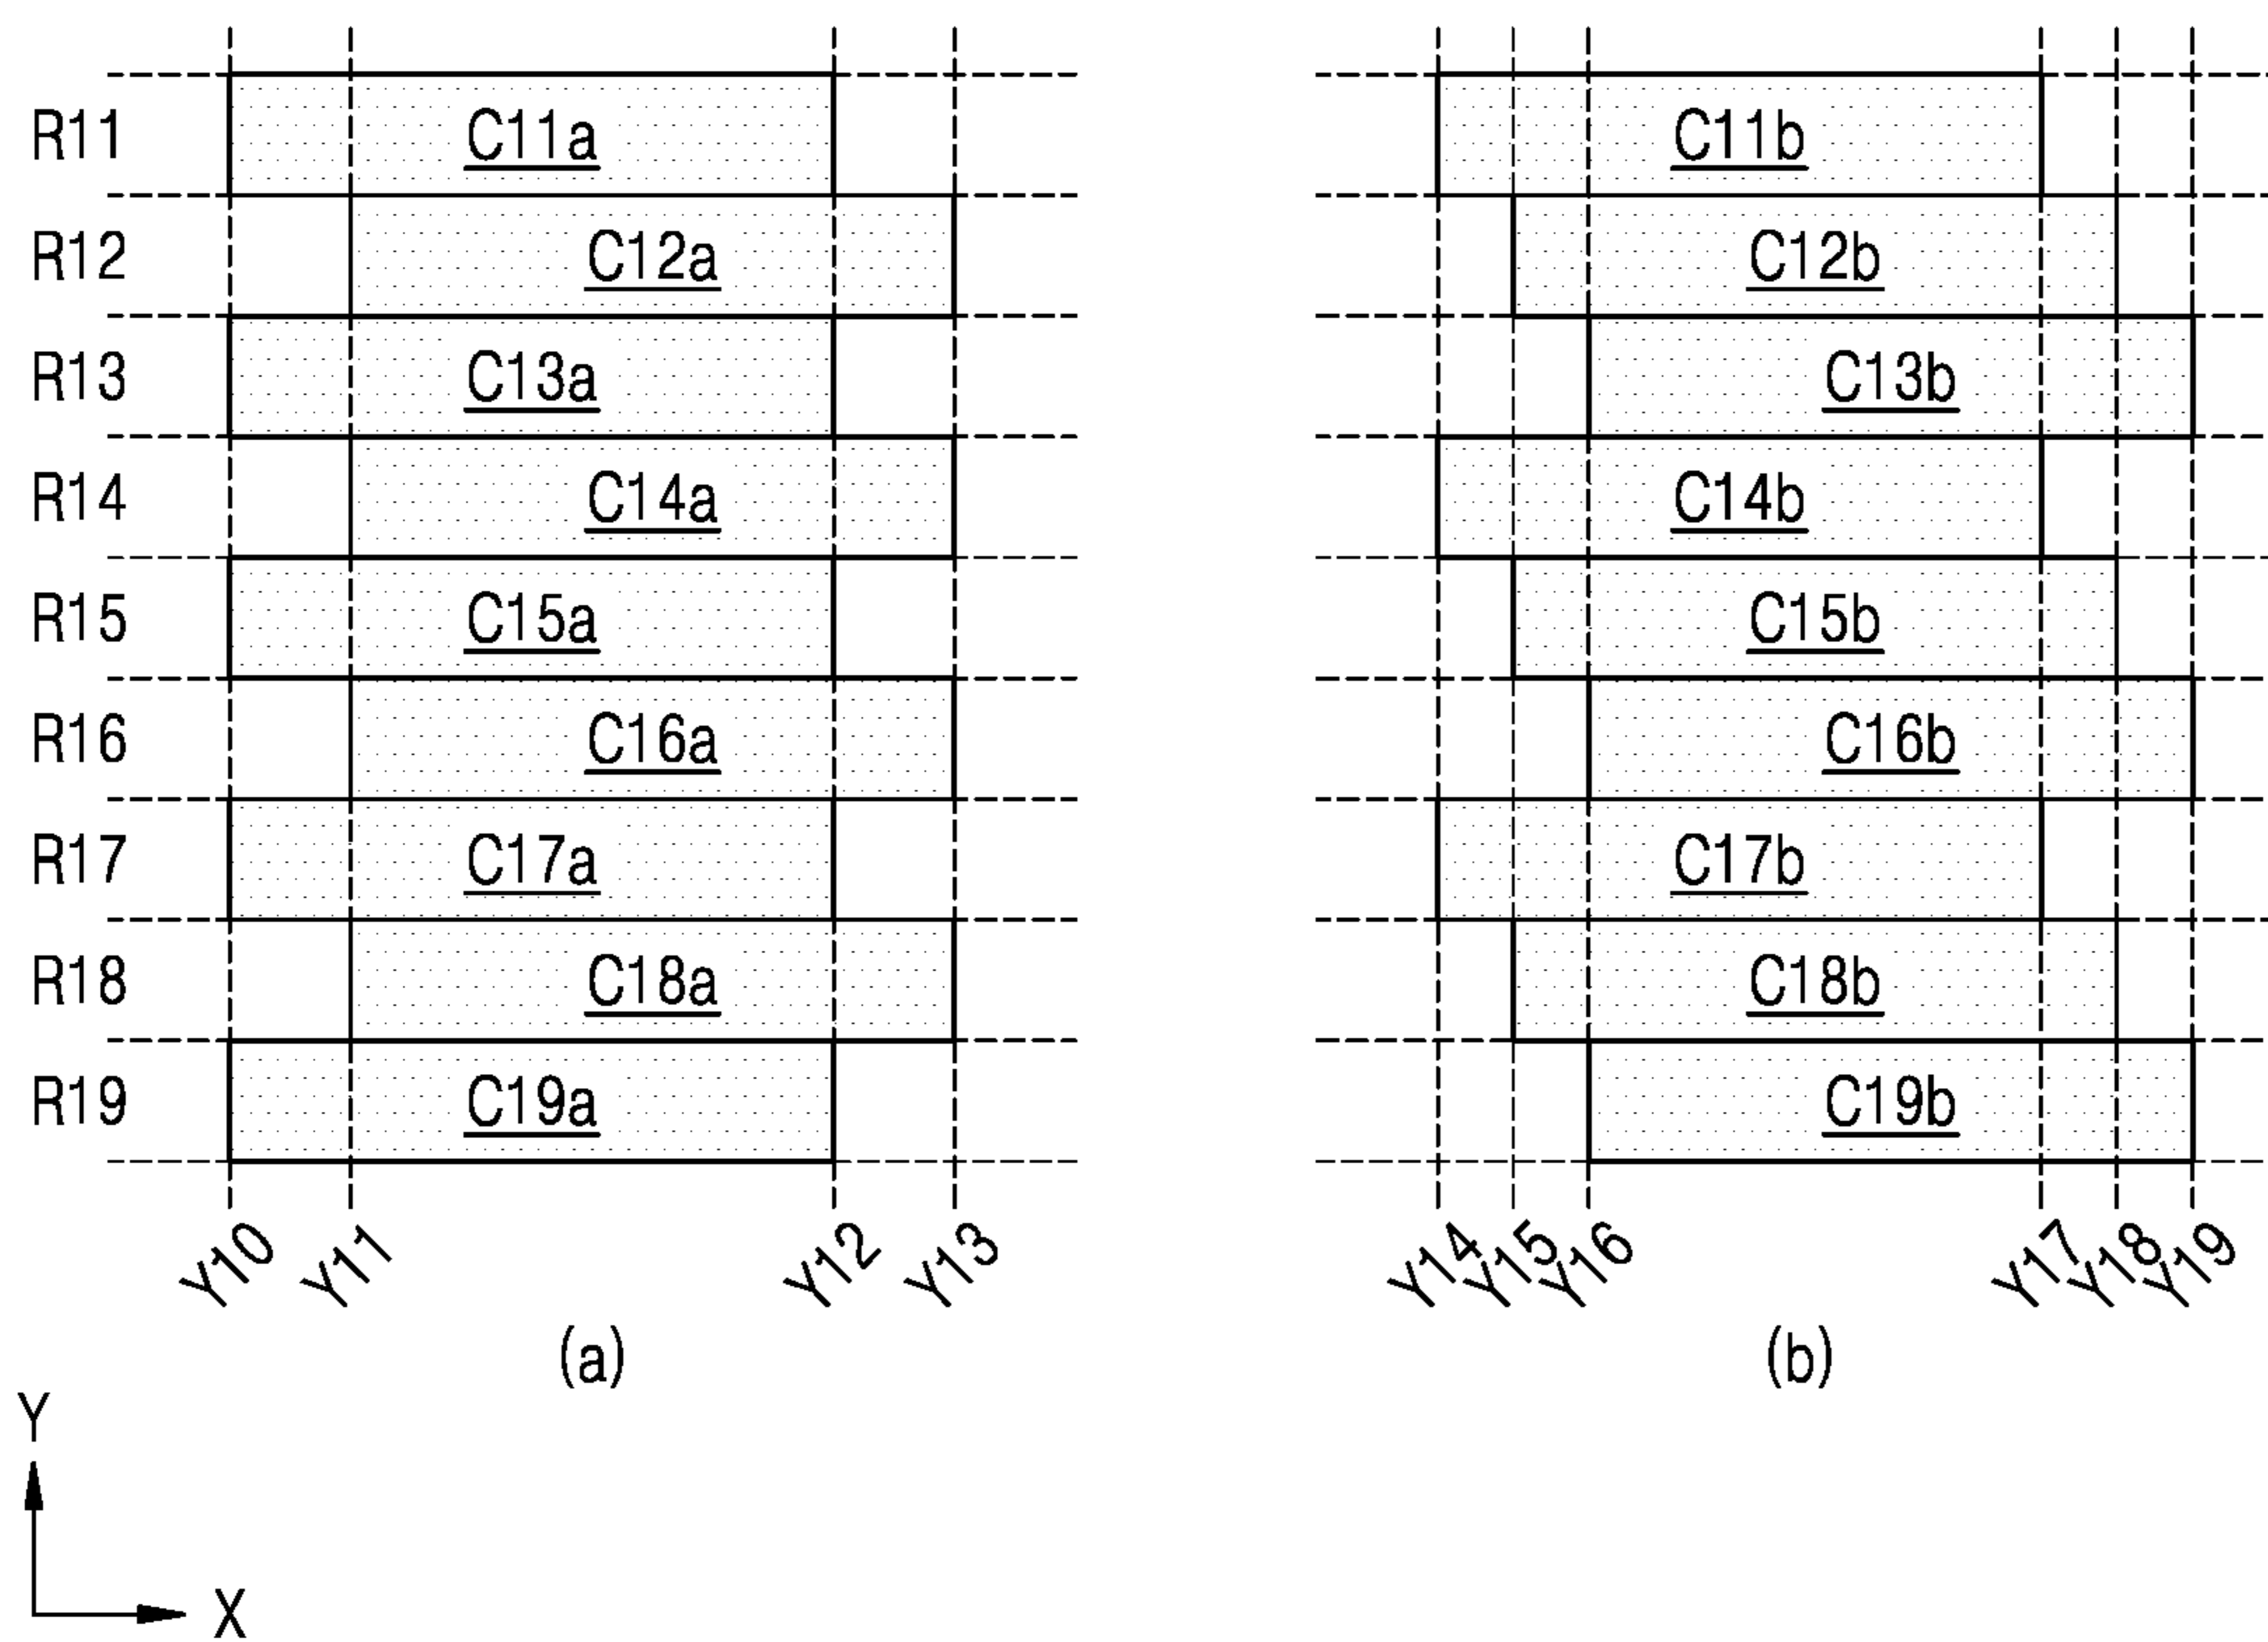 R11 C11a C11b
R12 C12a C12b
R13 C13a C13b
R14 C14a C14b
R15 C15a C15b
R16 C16a C16b
R17 C17a C17b
R18 C18a C18b
R19 C19a C19b
Y10 Y11 Y12 Y13 Y14 Y15 Y16 Y17 Y18 Y19
(a) (b)
Y
X